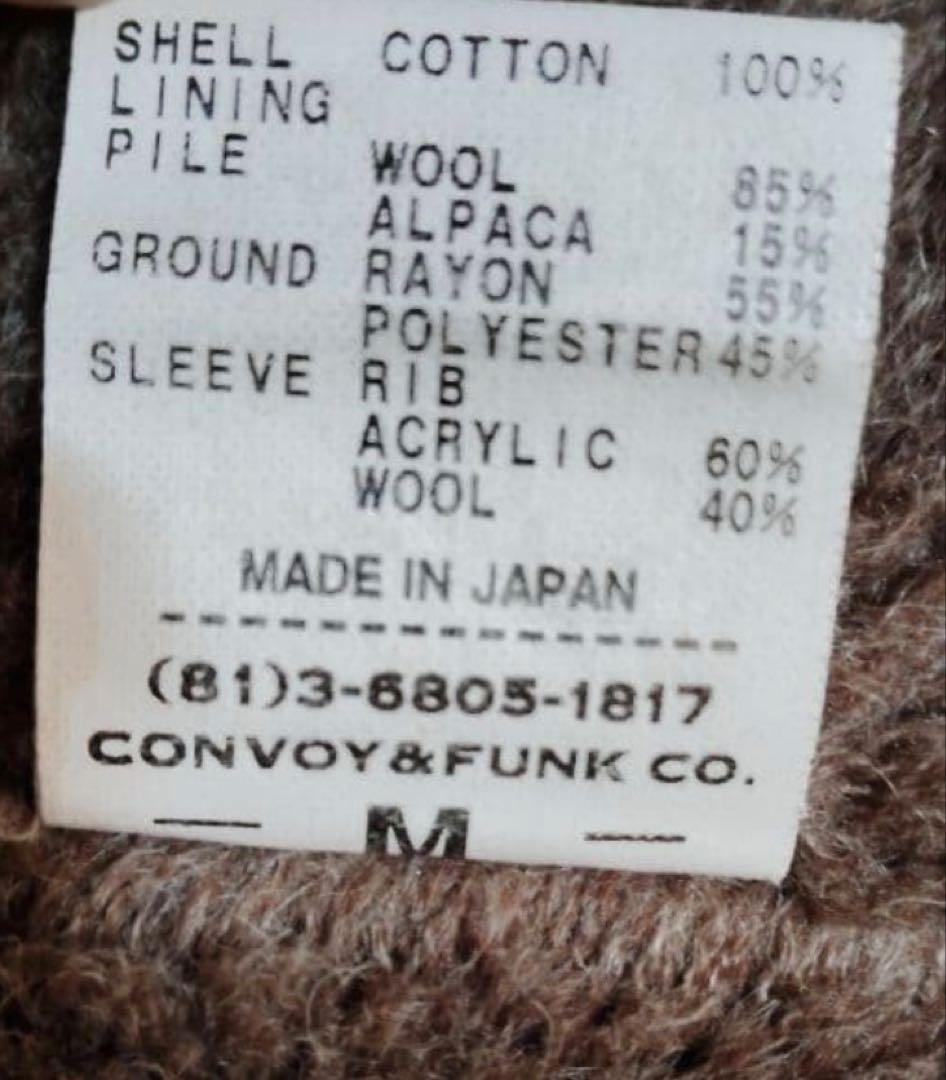 SHELL COTTON 100%
LINING
PILE WOOL 85%
ALPACA 15%
GROUND RAYON 55%
POLYESTER 45%
SLEEVE RIB
ACRYLIC 60%
WOOL 40%
MADE IN JAPAN
(81)3-6805-1817
CONVOY&FUNK CO.
M